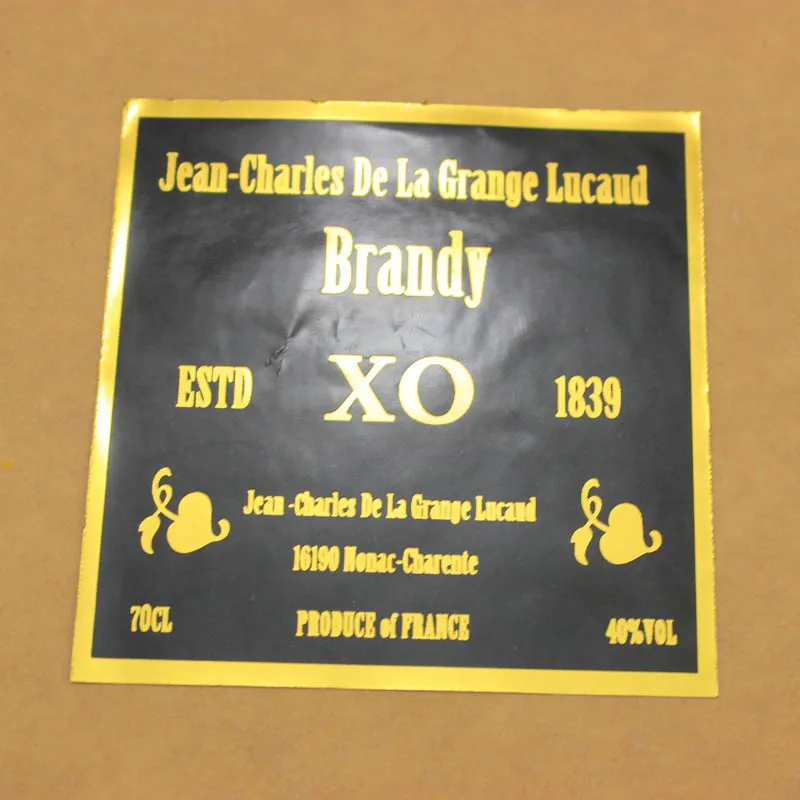 Jean-Charles De La Grange Lucaud
Brandy
ESTD XO 1839
Jean -Charles De La Grange Lucaud
16190 Nonac-Charente
70CL PRODUCE of FRANCE 40%VOL